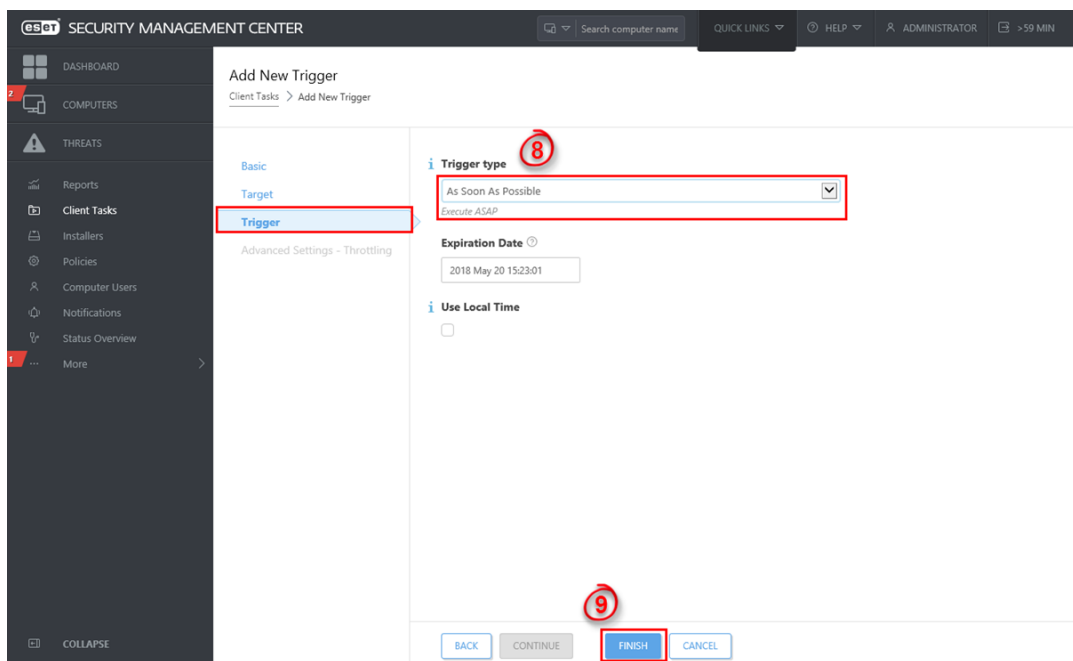 eset SECURITY MANAGEMENT CENTER
Search computer name
QUICK LINKS
HELP
ADMINISTRATOR
>59 MIN
DASHBOARD
2
COMPUTERS
THREATS
Reports
Client Tasks
Installers
Policies
Computer Users
Notifications
Status Overview
1
... More
COLLAPSE
Add New Trigger
Client Tasks > Add New Trigger
Basic
Target
Trigger
Advanced Settings - Throttling
8
Trigger type
As Soon As Possible
Execute ASAP
Expiration Date
2018 May 20 15:23:01
Use Local Time
9
BACK
CONTINUE
FINISH
CANCEL